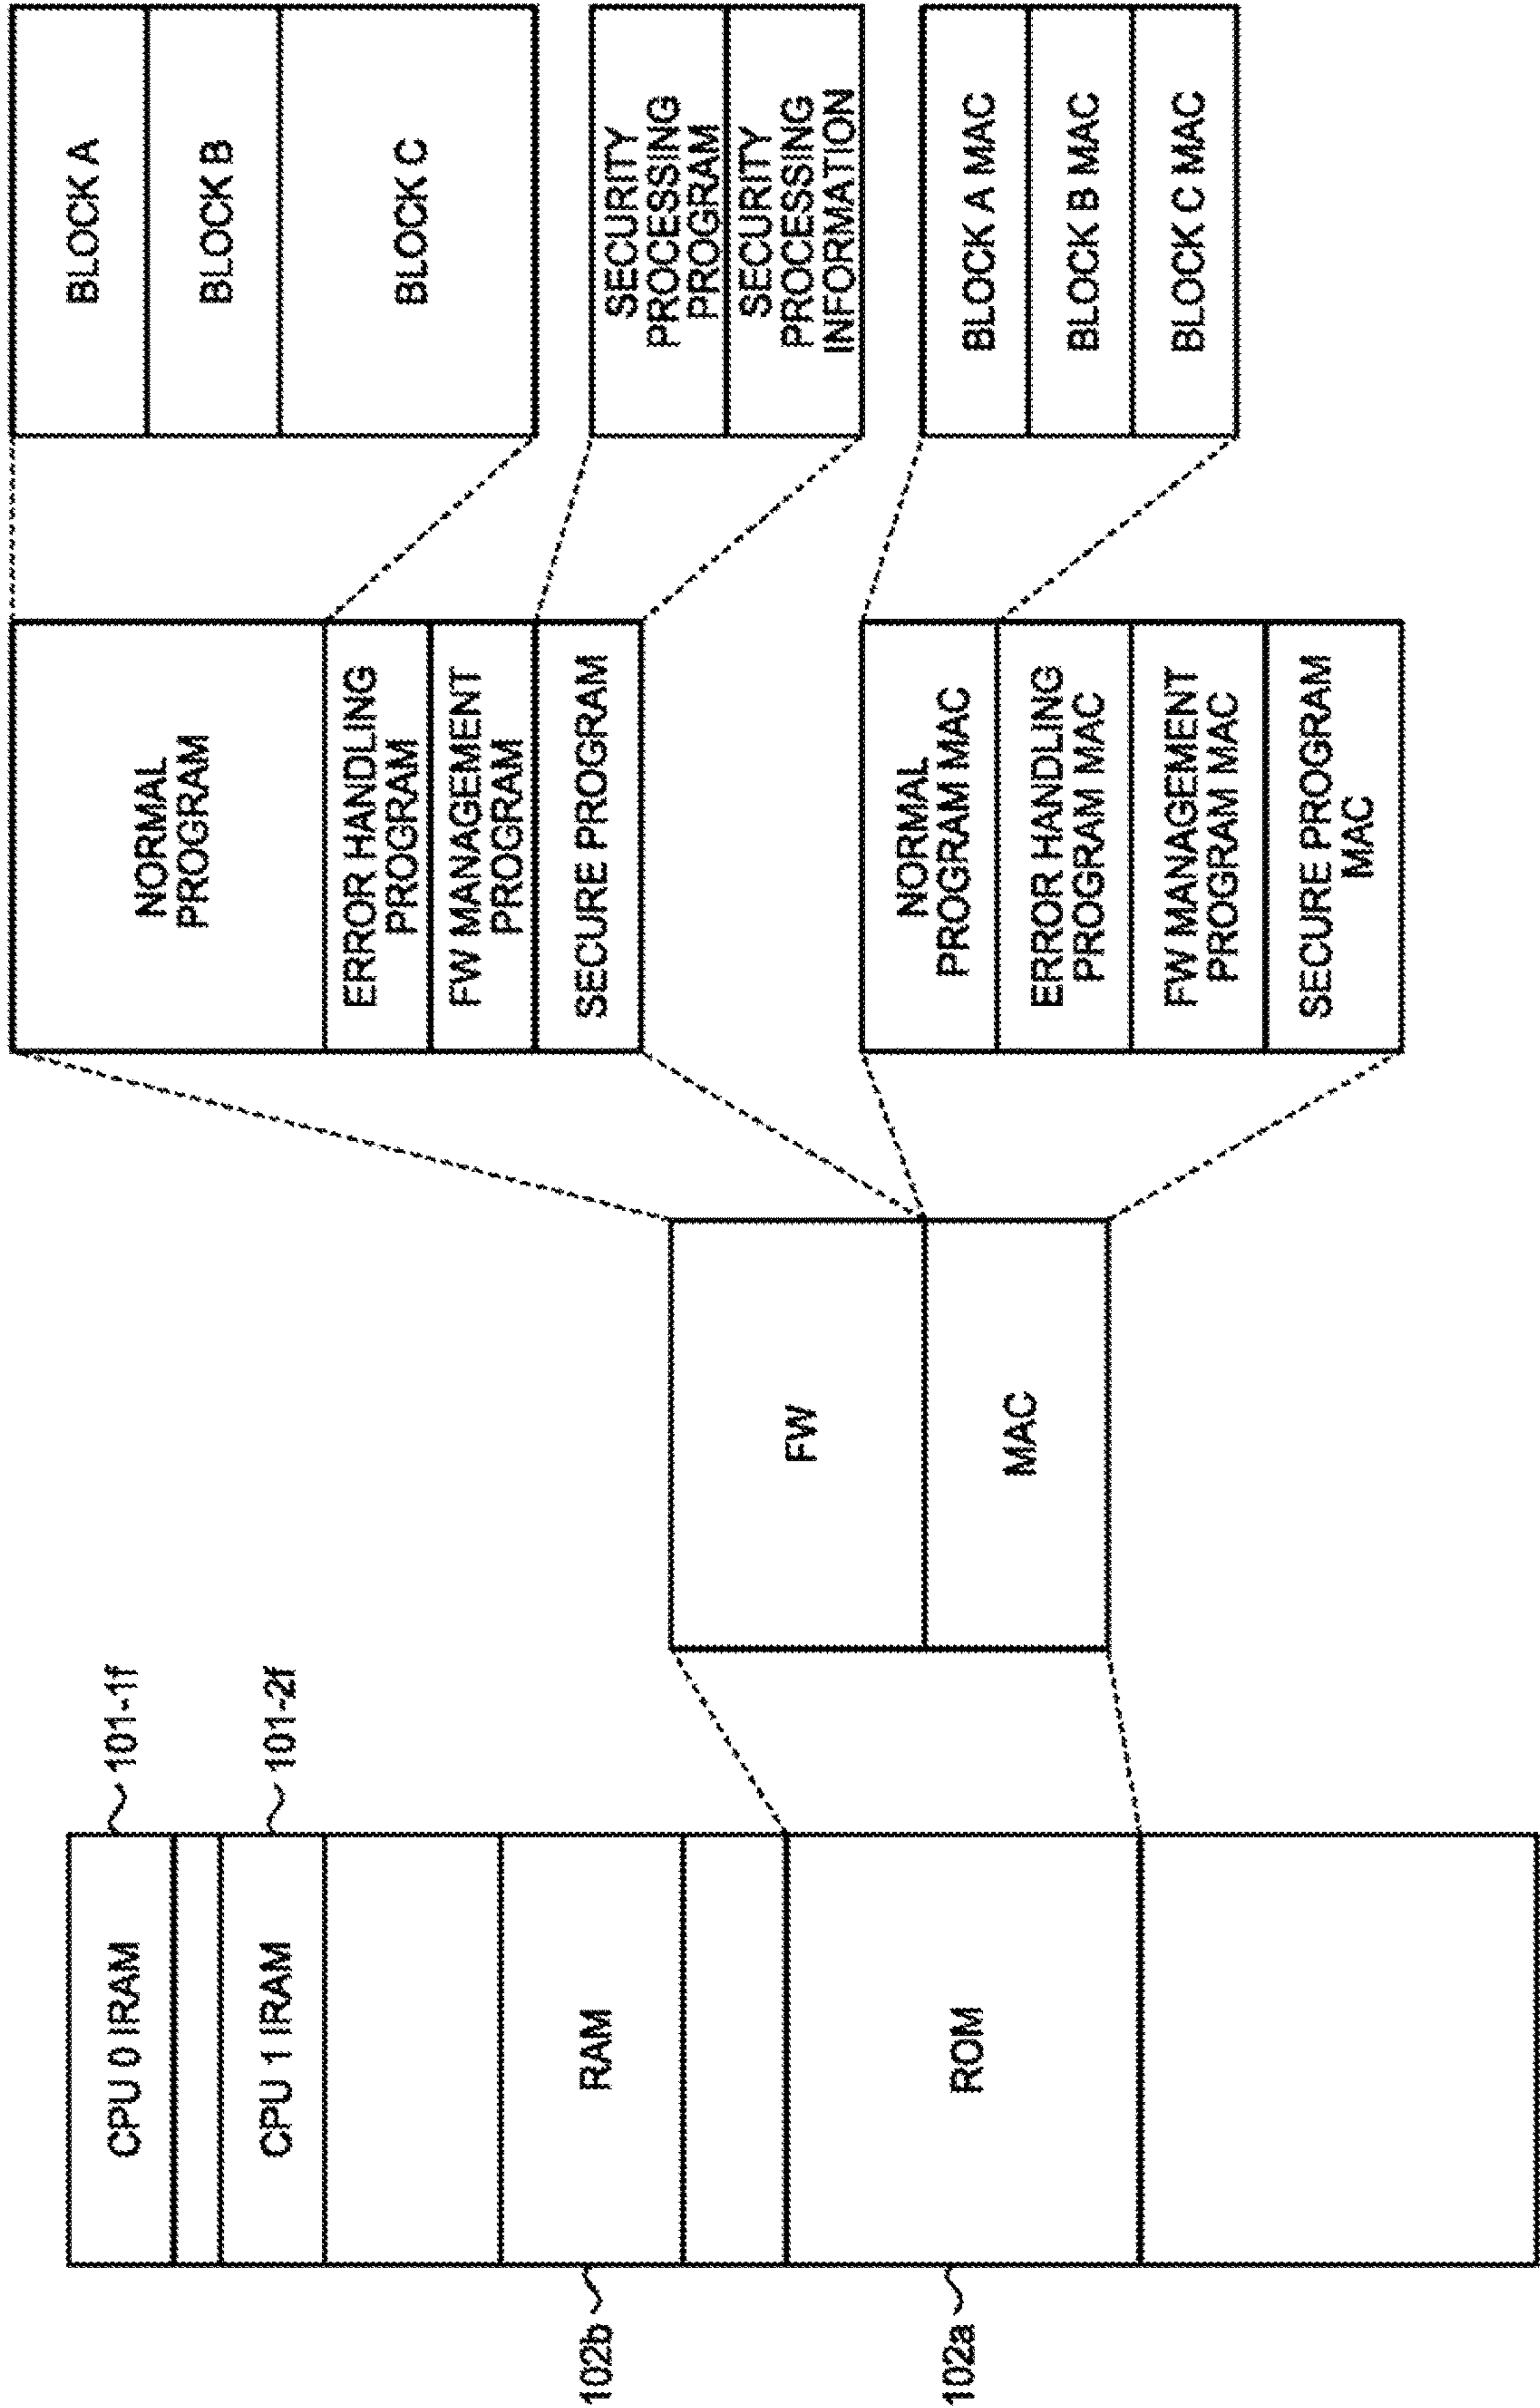 101-1f
CPU 0 IRAM
101-2f
CPU 1 IRAM
102b
RAM
102a
ROM
FW
MAC
NORMAL
PROGRAM
ERROR HANDLING
PROGRAM
FW MANAGEMENT
PROGRAM
SECURE PROGRAM
NORMAL
PROGRAM MAC
ERROR HANDLING
PROGRAM MAC
FW MANAGEMENT
PROGRAM MAC
SECURE PROGRAM
MAC
BLOCK A
BLOCK B
BLOCK C
SECURITY
PROCESSING
PROGRAM
SECURITY
PROCESSING
INFORMATION
BLOCK A MAC
BLOCK B MAC
BLOCK C MAC